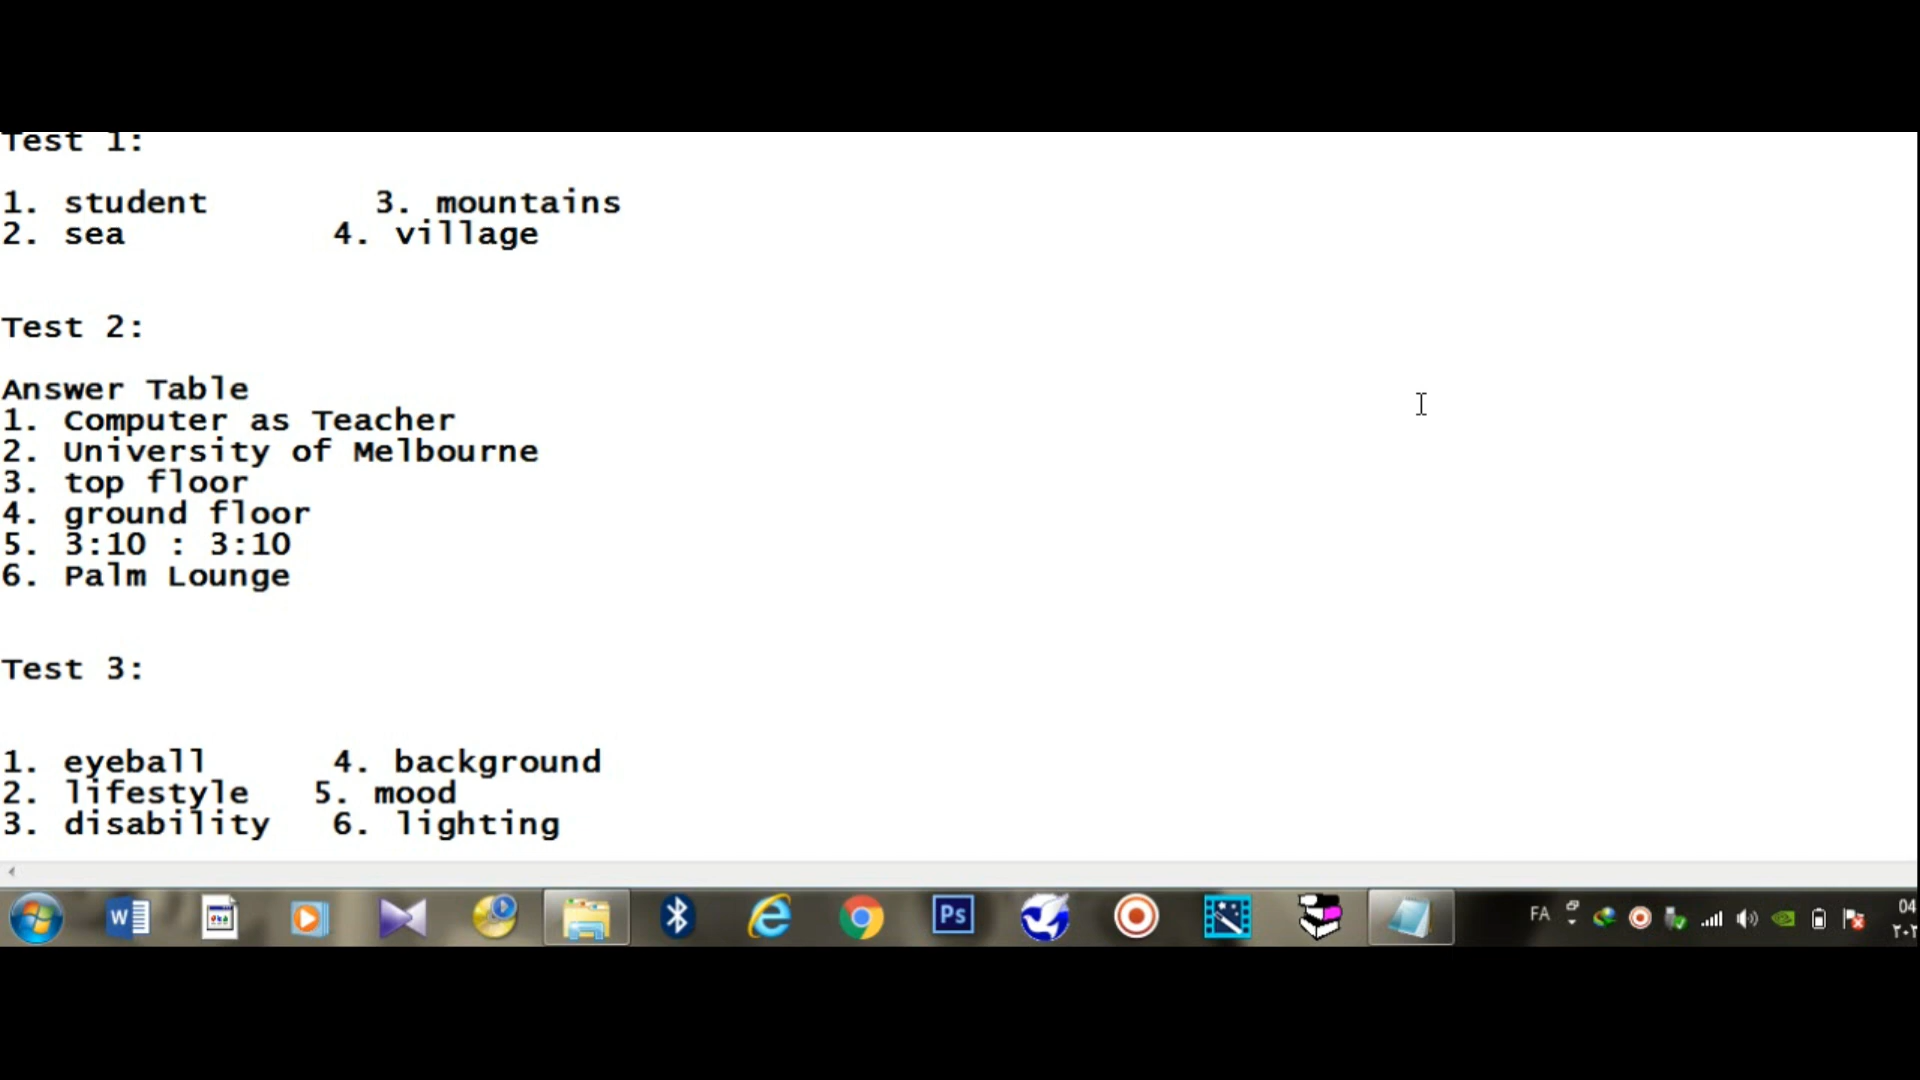 Test 1:
1. student 3. mountains
2. sea 4. village
Test 2:
Answer Table
1. Computer as Teacher
2. University of Melbourne
3. top floor
4. ground floor
5. 3:10 : 3:10
6. Palm Lounge
Test 3:
1. eyeball 4. background
2. lifestyle 5. mood
3. disability 6. lighting
W Ps FA 04